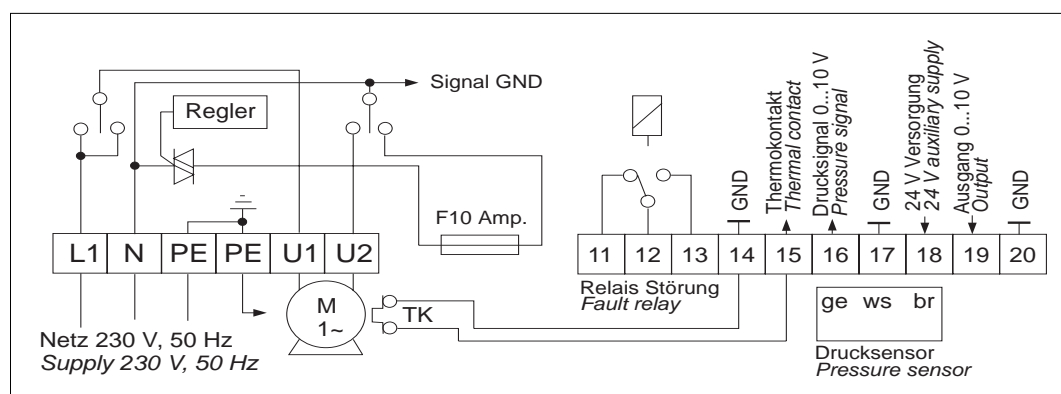 Signal GND
Regler
F10 Amp.
L1 N PE PE U1 U2
M
1~
TK
Netz 230 V, 50 Hz
Supply 230 V, 50 Hz
GND
Thermokontakt
Thermal contact
Drucksignal 0...10 V
Pressure signal
GND
24 V Versorgung
24 V auxiliary supply
Ausgang 0...10 V
Output
GND
11 12 13 14 15 16 17 18 19 20
Relais Störung
Fault relay
ge ws br
Drucksensor
Pressure sensor